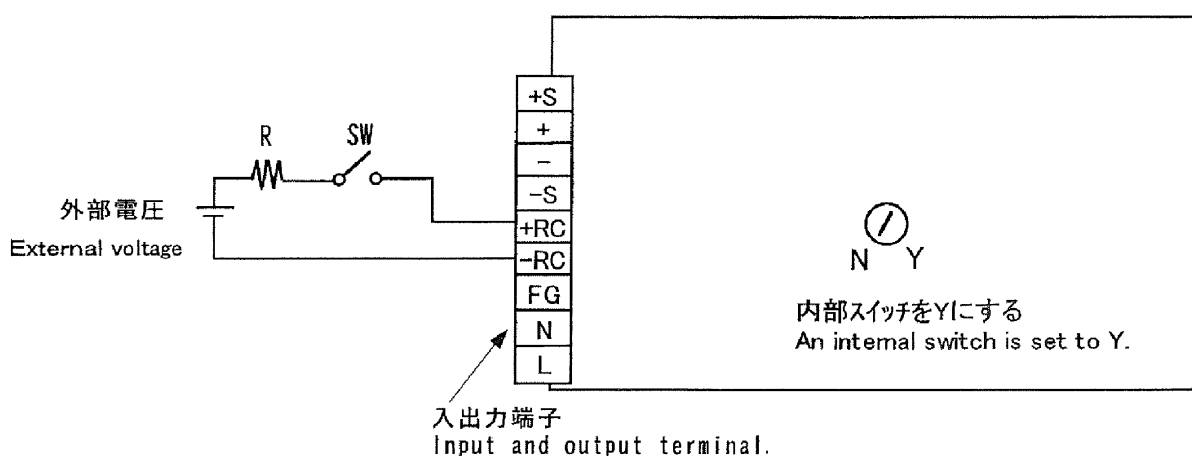 +S
+
-
-S
+RC
-RC
FG
N
L
R
SW
外部電圧
External voltage
N Y
内部スイッチをYにする
An internal switch is set to Y.
入出力端子
Input and output terminal.